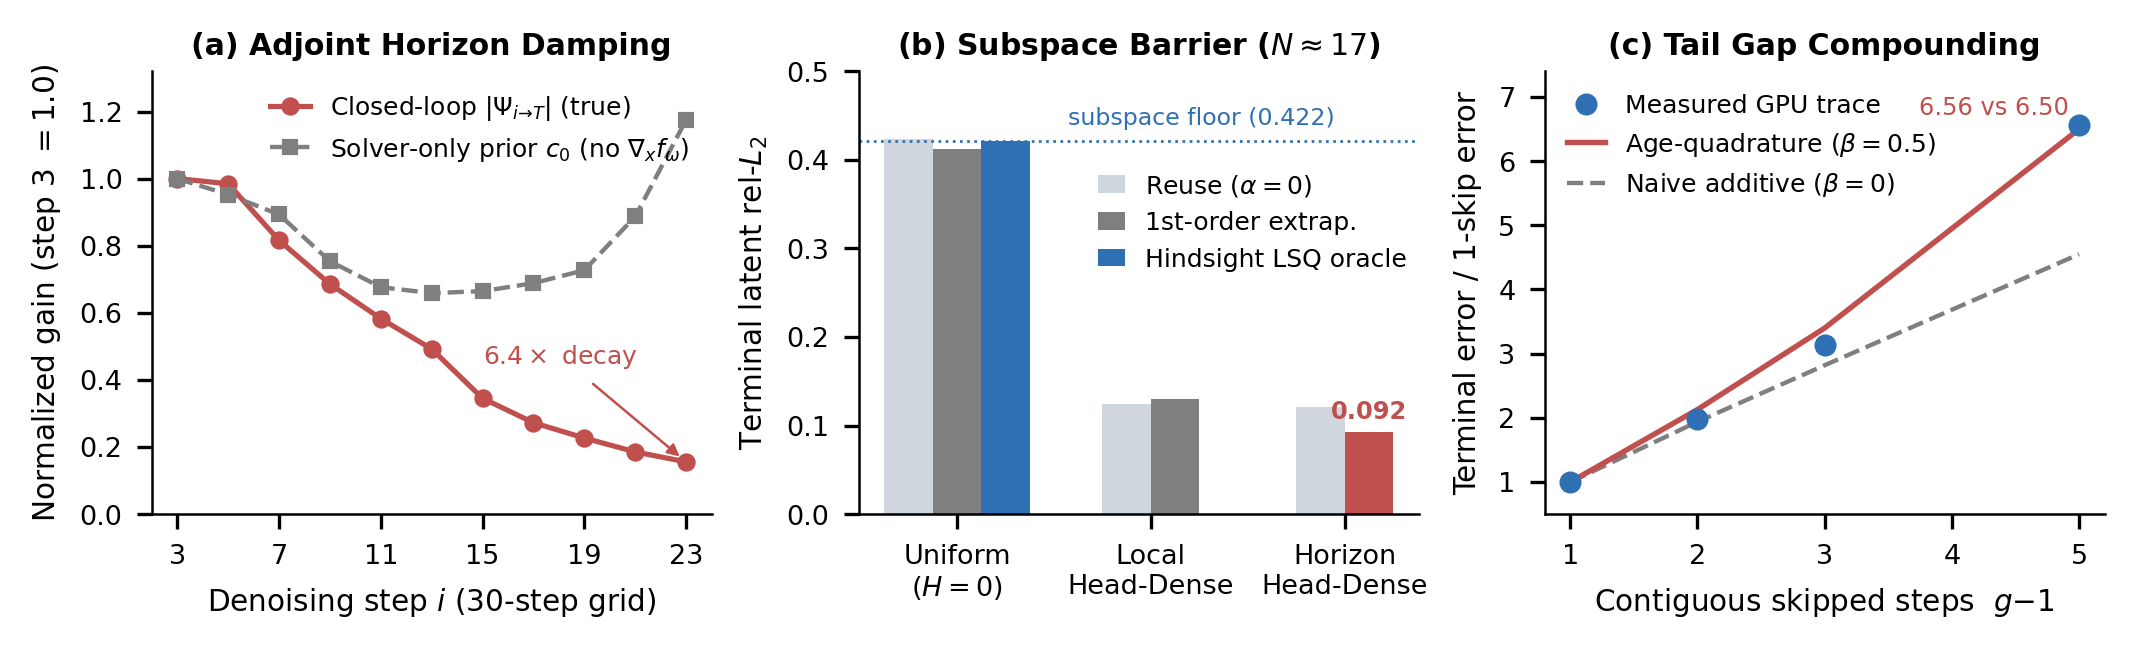 (a) Adjoint Horizon Damping
Normalized gain (step 3 = 1.0)
1.2
1.0
0.8
0.6
0.4
0.2
0.0
Closed-loop |Ψ_{i→T}| (true)
Solver-only prior c₀ (no ∇ₓf_ω)
6.4× decay
3 7 11 15 19 23
Denoising step i (30-step grid)
(b) Subspace Barrier (N ≈ 17)
Terminal latent rel-L₂
0.5
0.4
0.3
0.2
0.1
0.0
subspace floor (0.422)
Reuse (α = 0)
1st-order extrap.
Hindsight LSQ oracle
0.092
Uniform
(H = 0)
Local
Head-Dense
Horizon
Head-Dense
(c) Tail Gap Compounding
Terminal error / 1-skip error
7
6
5
4
3
2
1
Measured GPU trace
Age-quadrature (β = 0.5)
Naive additive (β = 0)
6.56 vs 6.50
1 2 3 4 5
Contiguous skipped steps g−1